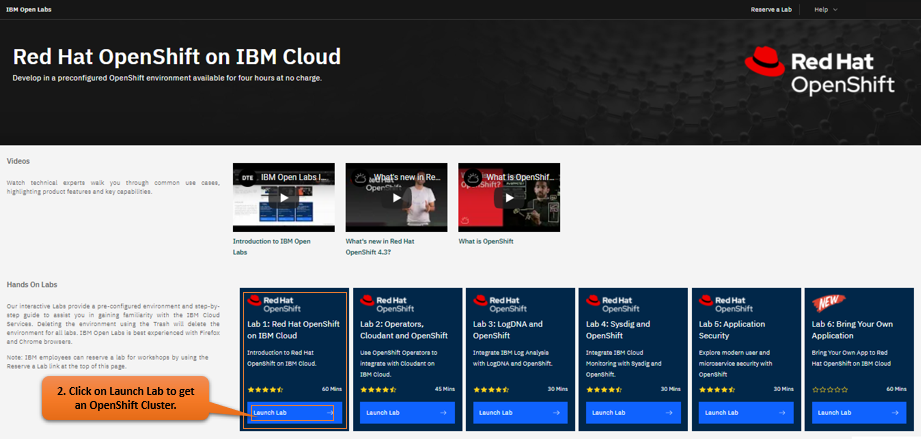 IBM Open Labs
Reserve a Lab
Help
Red Hat OpenShift on IBM Cloud
Develop in a preconfigured OpenShift environment available for four hours at no charge.
Red Hat
OpenShift
Videos
Watch technical experts walk you through common use cases,
highlighting product features and key capabilities.
DTE
IBM Open Labs I...
What's new in Re...
What is OpenShif...
Introduction to IBM Open
Labs
What's new in Red Hat
OpenShift 4.3?
What is OpenShift
Hands On Labs
Our interactive Labs provide a pre-configured environment and step-by-
step guide to assist you in gaining familiarity with the IBM Cloud
Services. Deleting the environment using the Trash will delete the
environment for all labs. IBM Open Labs is best experienced with Firefox
and Chrome browsers.
Note: IBM employees can reserve a lab for workshops by using the
Reserve a Lab link at the top of this page.
2. Click on Launch Lab to get
an OpenShift Cluster.
Red Hat
OpenShift
Lab 1: Red Hat OpenShift
on IBM Cloud
Introduction to Red Hat
OpenShift on IBM Cloud.
60 Mins
Launch Lab
Red Hat
OpenShift
Lab 2: Operators,
Cloudant and OpenShift
Use OpenShift Operators to
integrate with Cloudant on
IBM Cloud.
45 Mins
Launch Lab
Red Hat
OpenShift
Lab 3: LogDNA and
OpenShift
Integrate IBM Log Analysis
with LogDNA and OpenShift.
30 Mins
Launch Lab
Red Hat
OpenShift
Lab 4: Sysdig and
OpenShift
Integrate IBM Cloud
Monitoring with Sysdig and
OpenShift.
30 Mins
Launch Lab
Red Hat
OpenShift
Lab 5: Application
Security
Explore modern user and
microservice security with
OpenShift.
30 Mins
Launch Lab
NEW
Lab 6: Bring Your Own
Application
Bring Your Own App to Red
Hat OpenShift on IBM Cloud
60 Mins
Launch Lab